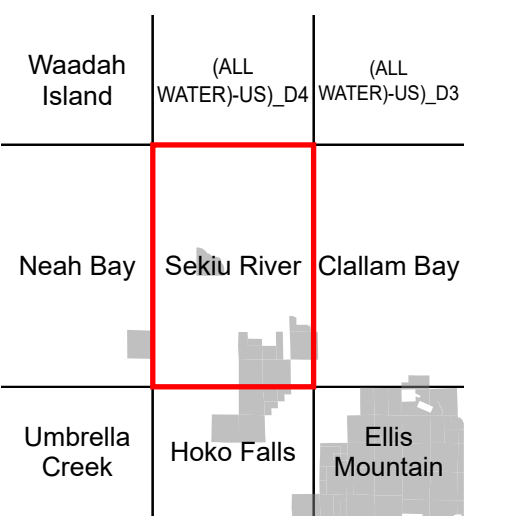 Waadah
Island
(ALL
WATER)-US)_D4
(ALL
WATER)-US)_D3
Neah Bay
Sekiu River
Clallam Bay
Umbrella
Creek
Hoko Falls
Ellis
Mountain